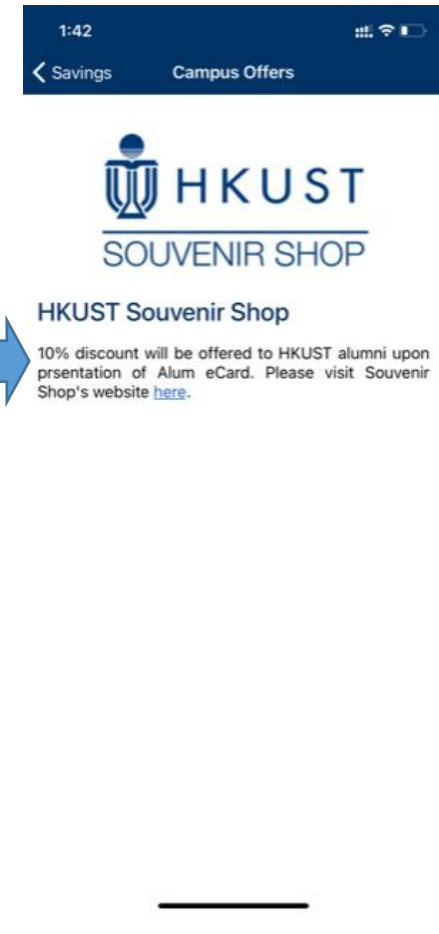 1:42
Savings Campus Offers
HKUST
SOUVENIR SHOP
HKUST Souvenir Shop
10% discount will be offered to HKUST alumni upon
prsentation of Alum eCard. Please visit Souvenir
Shop's website here.